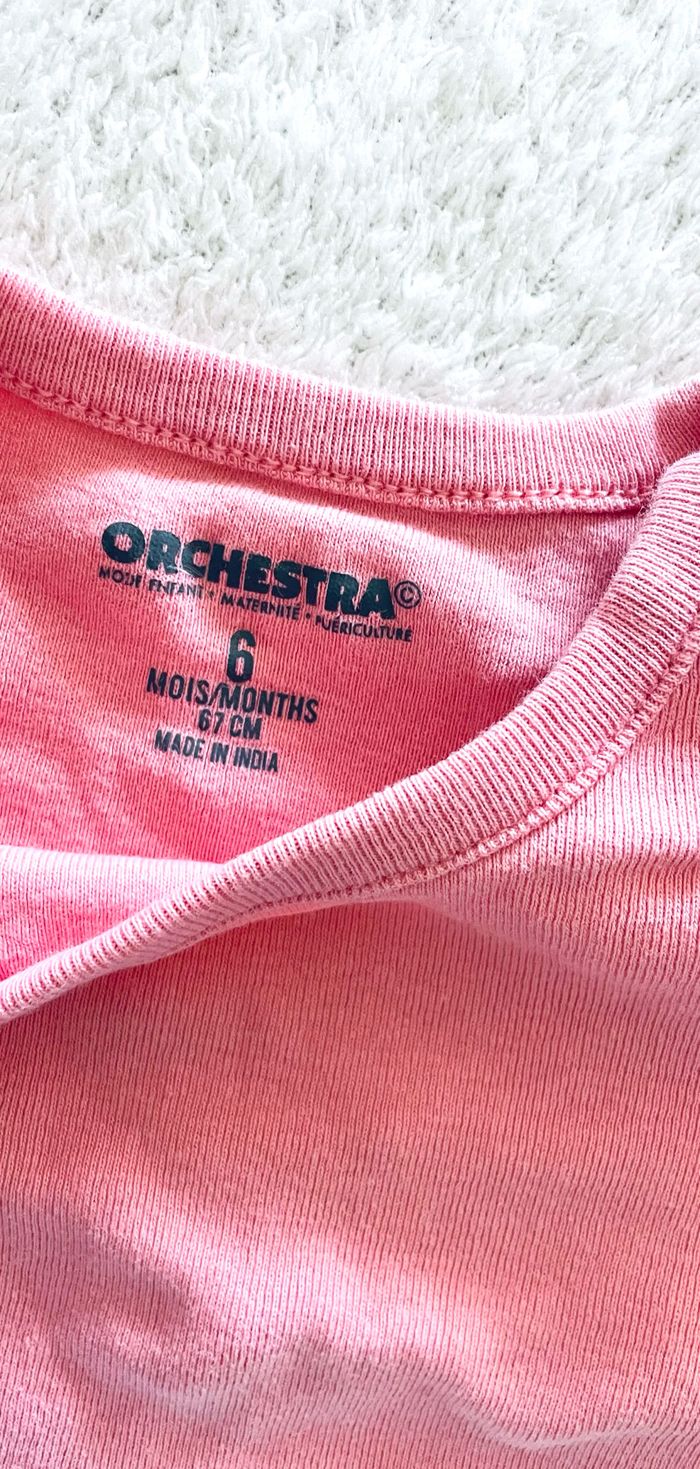 ORCHESTRA©
MODE ENFANT • MATERNITÉ • PUÉRICULTURE
6
MOIS/MONTHS
67 CM
MADE IN INDIA